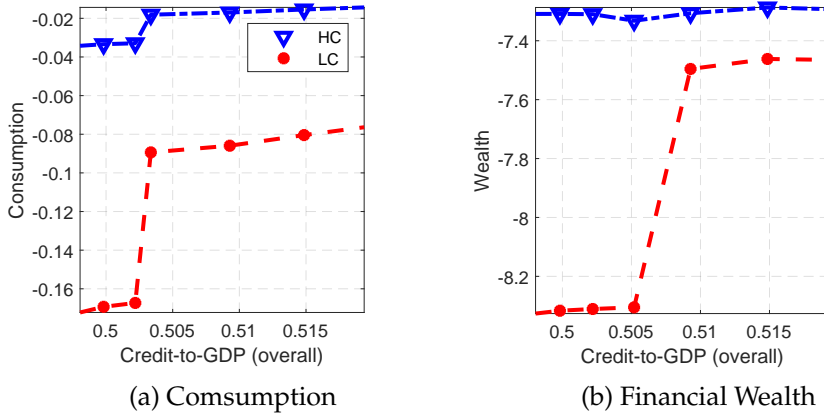 -0.02
-0.04
-0.06
-0.08
-0.1
-0.12
-0.14
-0.16
Consumption
HC
LC
0.5 0.505 0.51 0.515
Credit-to-GDP (overall)
(a) Comsumption
-7.4
-7.6
-7.8
-8
-8.2
Wealth
0.5 0.505 0.51 0.515
Credit-to-GDP (overall)
(b) Financial Wealth